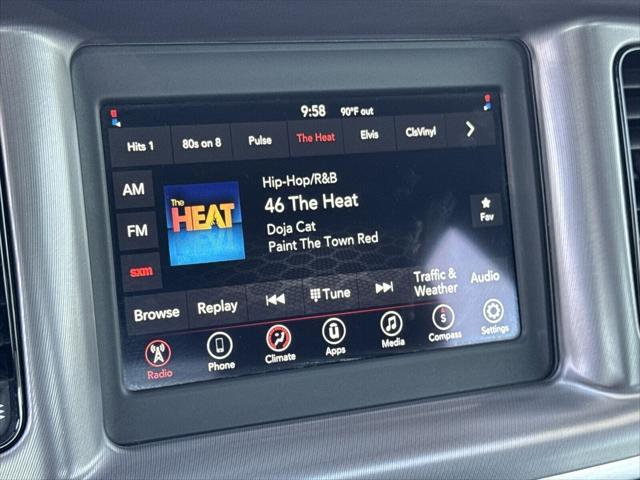 9:58 90°F out
Hits 1 80s on 8 Pulse The Heat Elvis ClsVinyl >
AM
FM
sxm
The
HEAT
Hip-Hop/R&B
46 The Heat
Doja Cat
Paint The Town Red
Fav
Browse Replay Tune Traffic & Weather Audio
Radio Phone Climate Apps Media Compass Settings
S